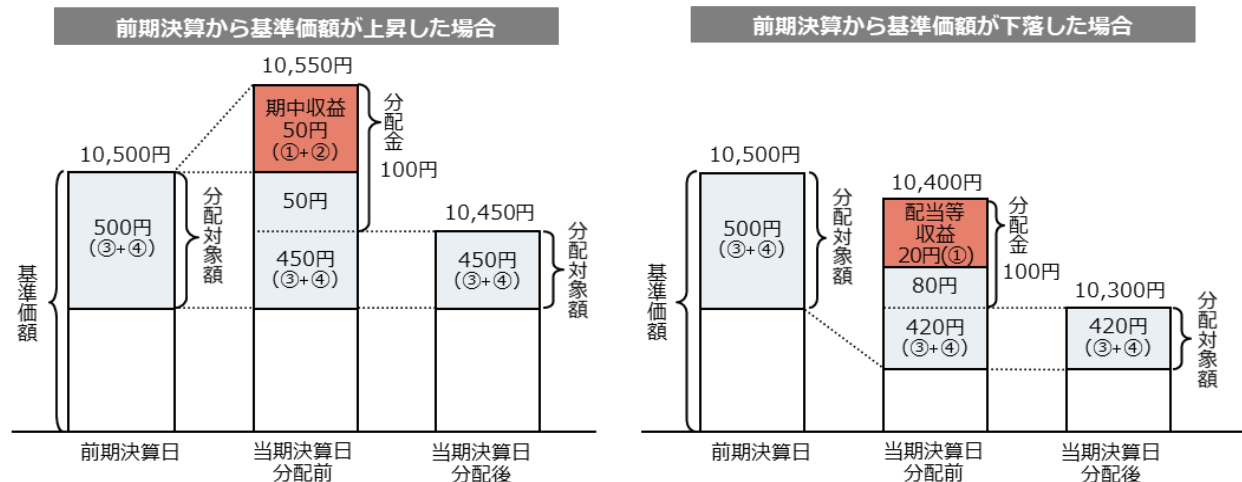 前期決算から基準価額が上昇した場合
10,550円
期中収益
50円
(①+②)
分配金
100円
10,500円
500円
(③+④)
分配対象額
50円
10,450円
450円
(③+④)
450円
(③+④)
分配対象額
基準価額
前期決算日
当期決算日
分配前
当期決算日
分配後
前期決算から基準価額が下落した場合
10,500円
500円
(③+④)
分配対象額
10,400円
配当等
収益
20円(①)
分配金
100円
80円
10,300円
420円
(③+④)
420円
(③+④)
分配対象額
基準価額
前期決算日
当期決算日
分配前
当期決算日
分配後